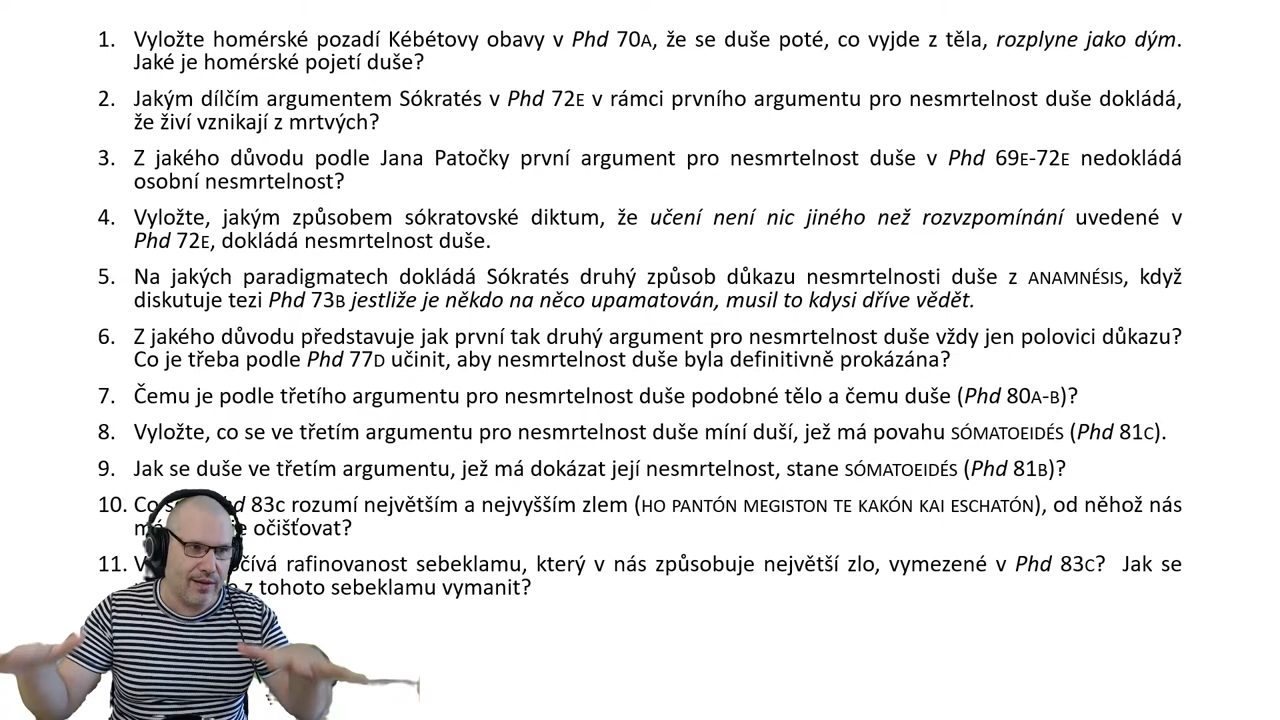 1. Vyložte homérské pozadí Kébétovy obavy v Phd 70A, že se duše poté, co vyjde z těla, rozplyne jako dým.
Jaké je homérské pojetí duše?
2. Jakým dílčím argumentem Sókratés v Phd 72E v rámci prvního argumentu pro nesmrtelnost duše dokládá,
že živí vznikají z mrtvých?
3. Z jakého důvodu podle Jana Patočky první argument pro nesmrtelnost duše v Phd 69E-72E nedokládá
osobní nesmrtelnost?
4. Vyložte, jakým způsobem sókratovské diktum, že učení není nic jiného než rozvzpomínání uvedené v
Phd 72E, dokládá nesmrtelnost duše.
5. Na jakých paradigmatech dokládá Sókratés druhý způsob důkazu nesmrtelnosti duše z ANAMNÉSIS, když
diskutuje tezi Phd 73B jestliže je někdo na něco upamatován, musil to kdysi dříve vědět.
6. Z jakého důvodu představuje jak první tak druhý argument pro nesmrtelnost duše vždy jen polovici důkazu?
Co je třeba podle Phd 77D učinit, aby nesmrtelnost duše byla definitivně prokázána?
7. Čemu je podle třetího argumentu pro nesmrtelnost duše podobné tělo a čemu duše (Phd 80A-B)?
8. Vyložte, co se ve třetím argumentu pro nesmrtelnost duše míní duší, jež má povahu SÓMATOEIDÉS (Phd 81C).
9. Jak se duše ve třetím argumentu, jež má dokázat její nesmrtelnost, stane SÓMATOEIDÉS (Phd 81B)?
10. Co 83c rozumí největším a nejvyšším zlem (HO PANTÓN MEGISTON TE KAKÓN KAI ESCHATÓN), od něhož nás
očišťovat?
11. rafinovanost sebeklamu, který v nás způsobuje největší zlo, vymezené v Phd 83C? Jak se
z tohoto sebeklamu vymanit?